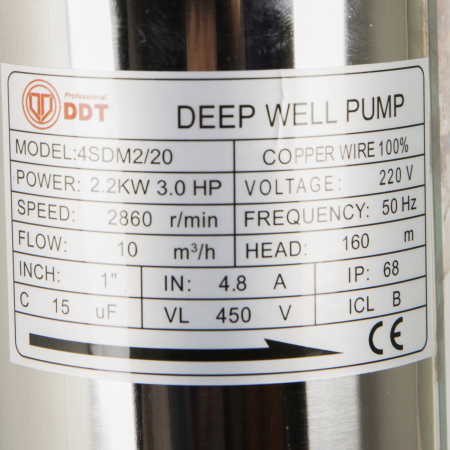 Professional
DDT
DEEP WELL PUMP
MODEL:4SDM2/20 COPPER WIRE 100%
POWER: 2.2KW 3.0 HP VOLTAGE: 220 V
SPEED: 2860 r/min FREQUENCY: 50 Hz
FLOW: 10 m³/h HEAD: 160 m
INCH: 1" IN: 4.8 A IP: 68
C 15 uF VL 450 V ICL B
CE